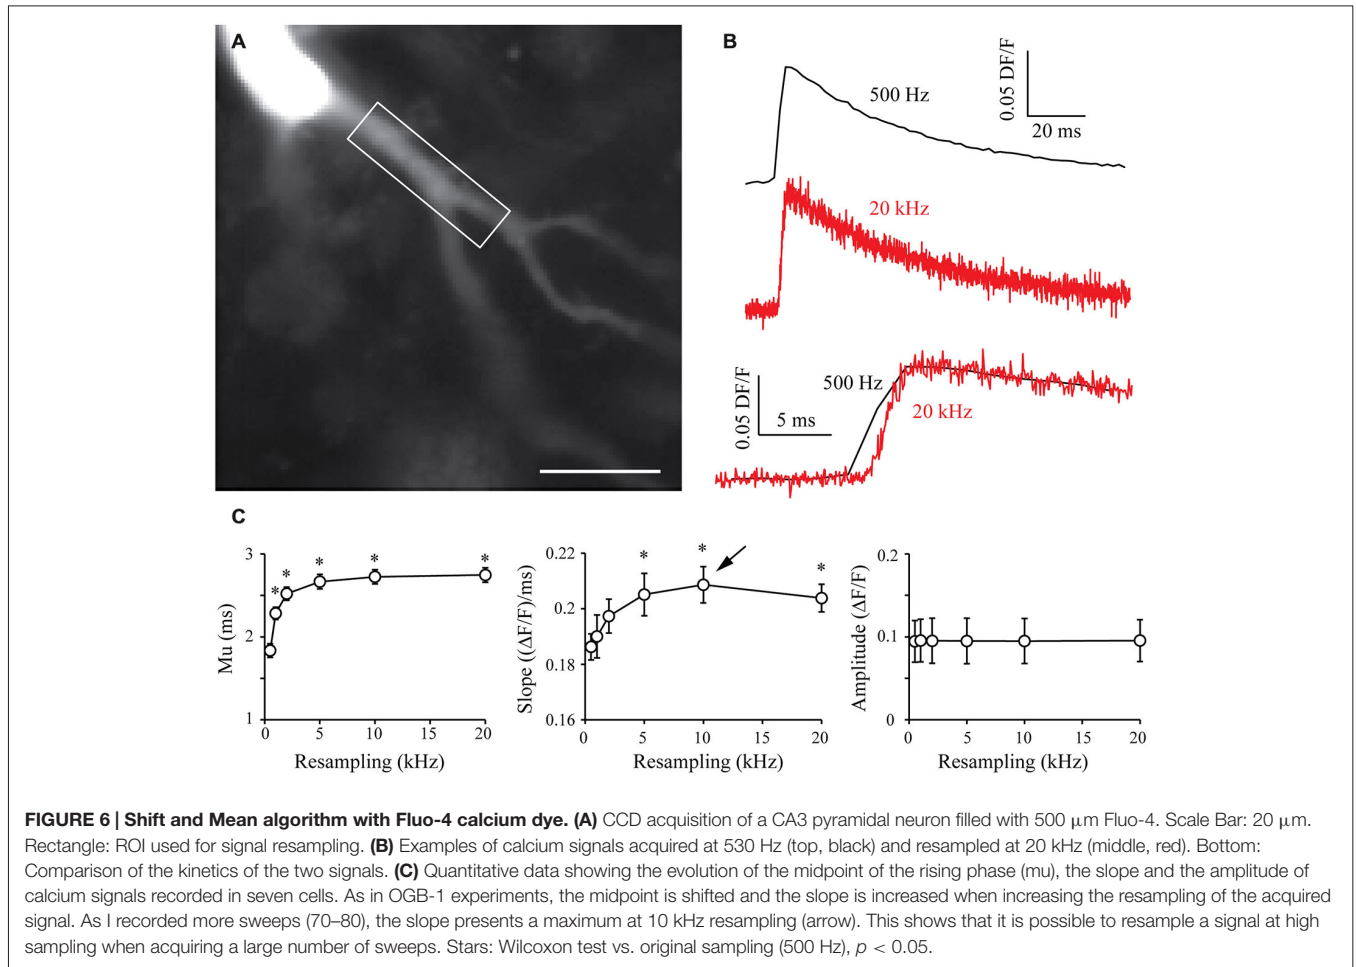 A
B
500 Hz
0.05 DF/F
20 ms
20 kHz
0.05 DF/F
5 ms
500 Hz
20 kHz
C
Mu (ms)
3
2
1
* * * * *
0 5 10 15 20
Resampling (kHz)
Slope ((ΔF/F)/ms)
0.22
0.2
0.18
0.16
* * *
0 5 10 15 20
Resampling (kHz)
Amplitude (ΔF/F)
0.2
0.1
0
0 5 10 15 20
Resampling (kHz)
FIGURE 6 | Shift and Mean algorithm with Fluo-4 calcium dye. (A) CCD acquisition of a CA3 pyramidal neuron filled with 500 μm Fluo-4. Scale Bar: 20 μm.
Rectangle: ROI used for signal resampling. (B) Examples of calcium signals acquired at 530 Hz (top, black) and resampled at 20 kHz (middle, red). Bottom:
Comparison of the kinetics of the two signals. (C) Quantitative data showing the evolution of the midpoint of the rising phase (mu), the slope and the amplitude of
calcium signals recorded in seven cells. As in OGB-1 experiments, the midpoint is shifted and the slope is increased when increasing the resampling of the acquired
signal. As I recorded more sweeps (70–80), the slope presents a maximum at 10 kHz resampling (arrow). This shows that it is possible to resample a signal at high
sampling when acquiring a large number of sweeps. Stars: Wilcoxon test vs. original sampling (500 Hz), p < 0.05.